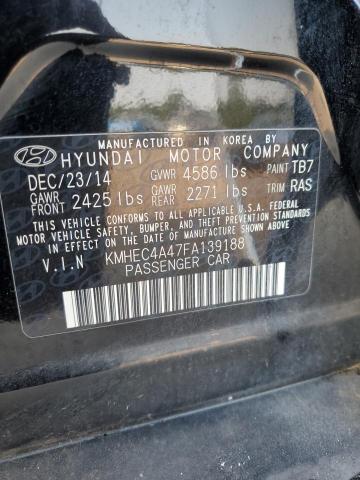 MANUFACTURED IN KOREA BY
HYUNDAI MOTOR COMPANY
DEC/23/14 GVWR 4586 lbs PAINT TB7
GAWR FRONT 2425 lbs GAWR REAR 2271 lbs TRIM RAS
THIS VEHICLE CONFORMS TO ALL APPLICABLE FEDERAL
MOTOR VEHICLE SAFETY, BUMPER, AND THEFT
PREVENTION STANDARDS IN EFFECT ON THE DATE OF
MANUFACTURE SHOWN ABOVE.
V.I.N KMHEC4A47FA139188
PASSENGER CAR